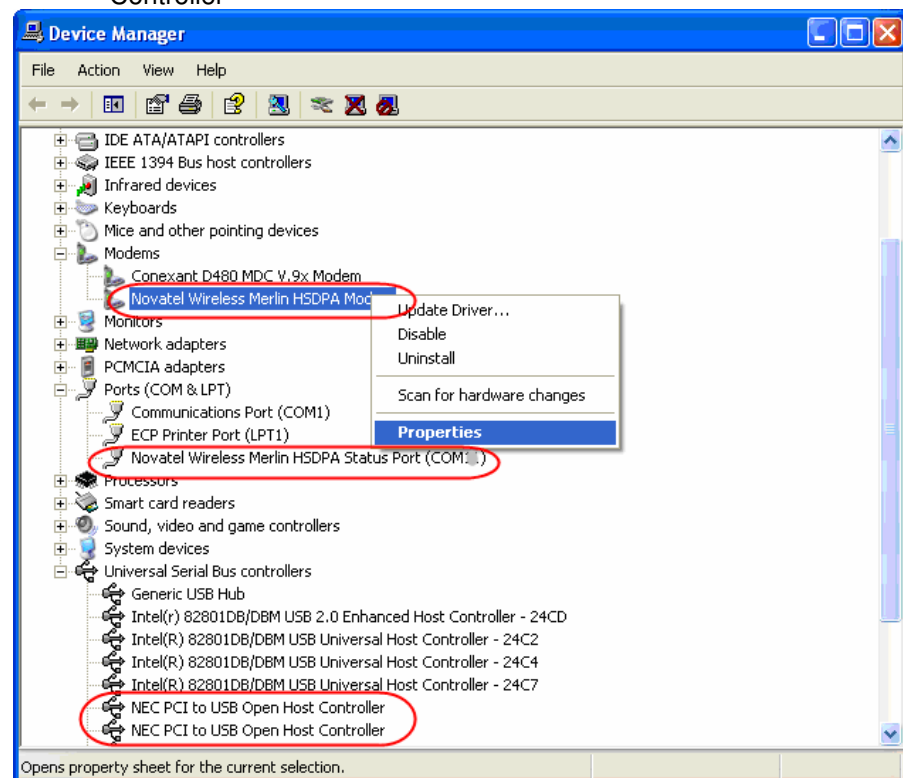 Controller
Device Manager
File Action View Help
IDE ATA/ATAPI controllers
IEEE 1394 Bus host controllers
Infrared devices
Keyboards
Mice and other pointing devices
Modems
Conexant D480 MDC V.9x Modem
Novatel Wireless Merlin HSDPA Mod
Update Driver...
Disable
Uninstall
Scan for hardware changes
Properties
Monitors
Network adapters
PCMCIA adapters
Ports (COM & LPT)
Communications Port (COM1)
ECP Printer Port (LPT1)
Novatel Wireless Merlin HSDPA Status Port
Processors
Smart card readers
Sound, video and game controllers
System devices
Universal Serial Bus controllers
Generic USB Hub
Intel(r) 82801DB/DBM USB 2.0 Enhanced Host Controller - 24CD
Intel(R) 82801DB/DBM USB Universal Host Controller - 24C2
Intel(R) 82801DB/DBM USB Universal Host Controller - 24C4
Intel(R) 82801DB/DBM USB Universal Host Controller - 24C7
NEC PCI to USB Open Host Controller
NEC PCI to USB Open Host Controller
Opens property sheet for the current selection.